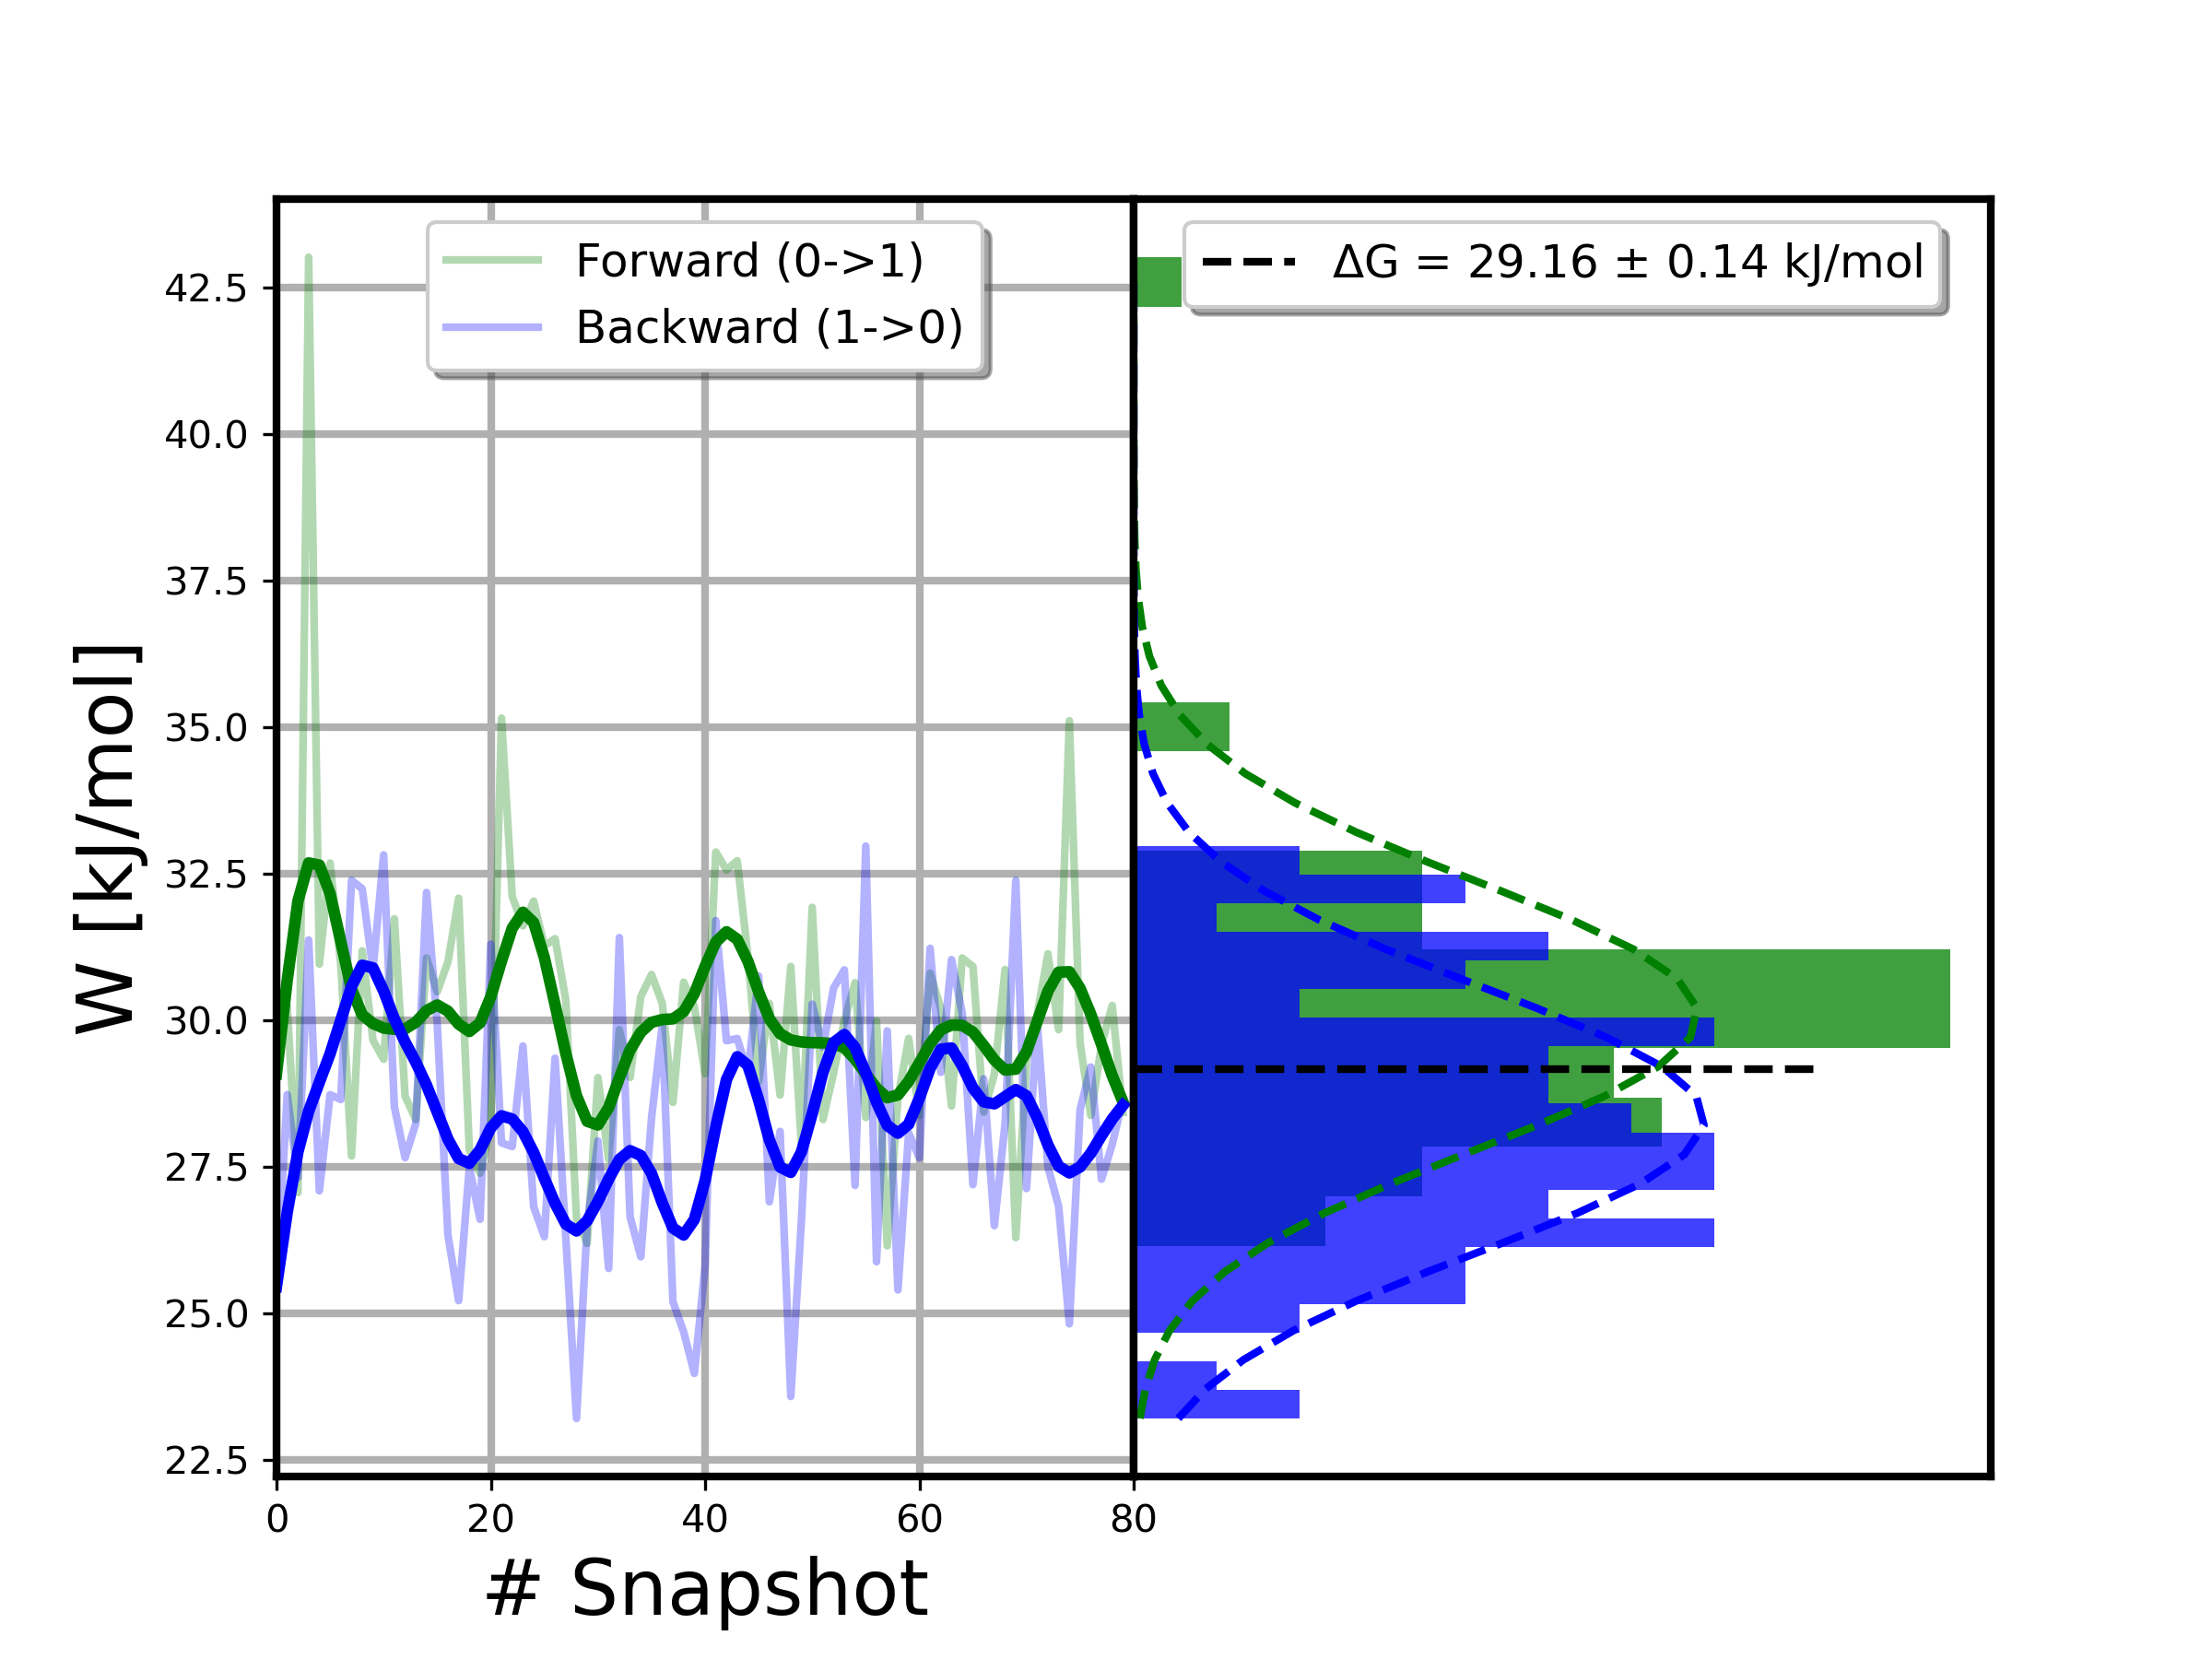 Forward (0->1)
Backward (1->0)
ΔG = 29.16 ± 0.14 kJ/mol
W [kJ/mol]
42.5
40.0
37.5
35.0
32.5
30.0
27.5
25.0
22.5
0 20 40 60 80
# Snapshot